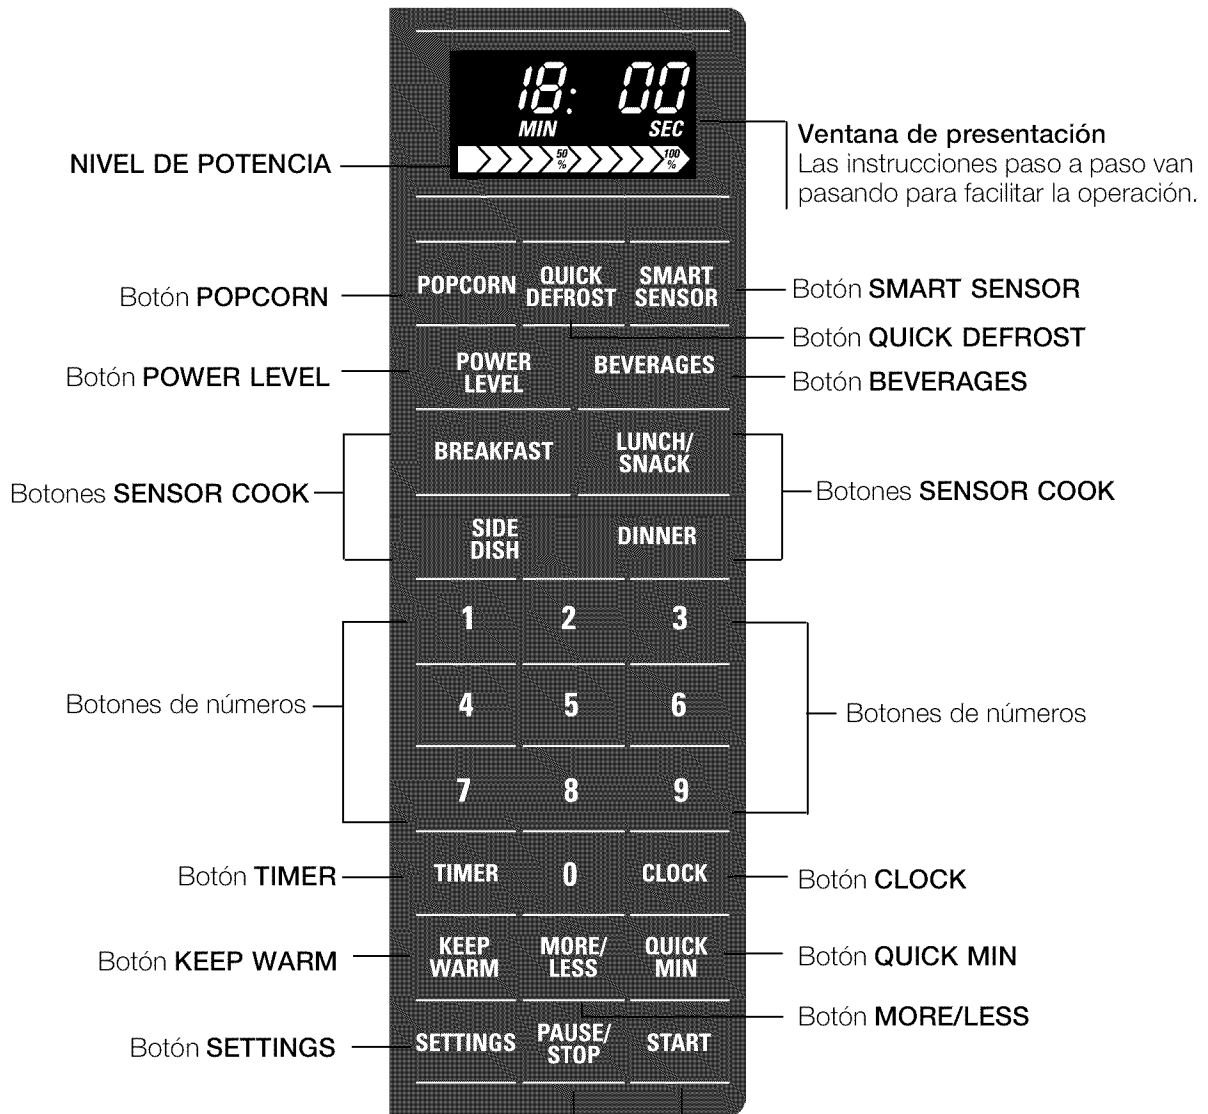 18: 00
MIN SEC
50 % 100 %
NIVEL DE POTENCIA
Ventana de presentación
Las instrucciones paso a paso van
pasando para facilitar la operación.
POPCORN
QUICK
DEFROST
SMART
SENSOR
Botón POPCORN
Botón SMART SENSOR
Botón QUICK DEFROST
POWER
LEVEL
BEVERAGES
Botón POWER LEVEL
Botón BEVERAGES
BREAKFAST
LUNCH/
SNACK
Botones SENSOR COOK
Botones SENSOR COOK
SIDE
DISH
DINNER
1 2 3
4 5 6
Botones de números
Botones de números
7 8 9
TIMER 0 CLOCK
Botón TIMER
Botón CLOCK
KEEP
WARM
MORE/
LESS
QUICK
MIN
Botón KEEP WARM
Botón QUICK MIN
Botón MORE/LESS
SETTINGS
PAUSE/
STOP
START
Botón SETTINGS